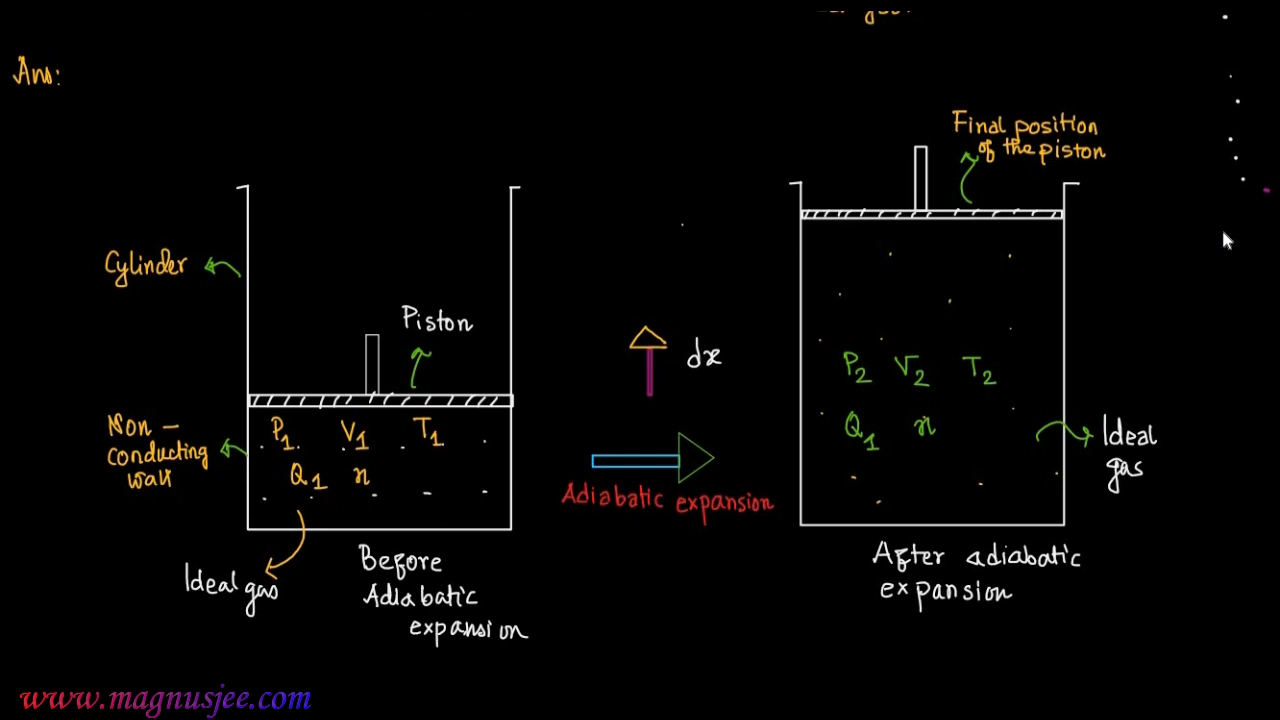 Ans:
Final position
of the piston
Cylinder
Piston
dx
Non -
conducting
wall
P1 V1 T1
Q1 n
P2 V2 T2
Q1 n
Ideal
gas
Adiabatic expansion
Ideal gas
Before
Adiabatic
expansion
After adiabatic
expansion
www.magnusjee.com